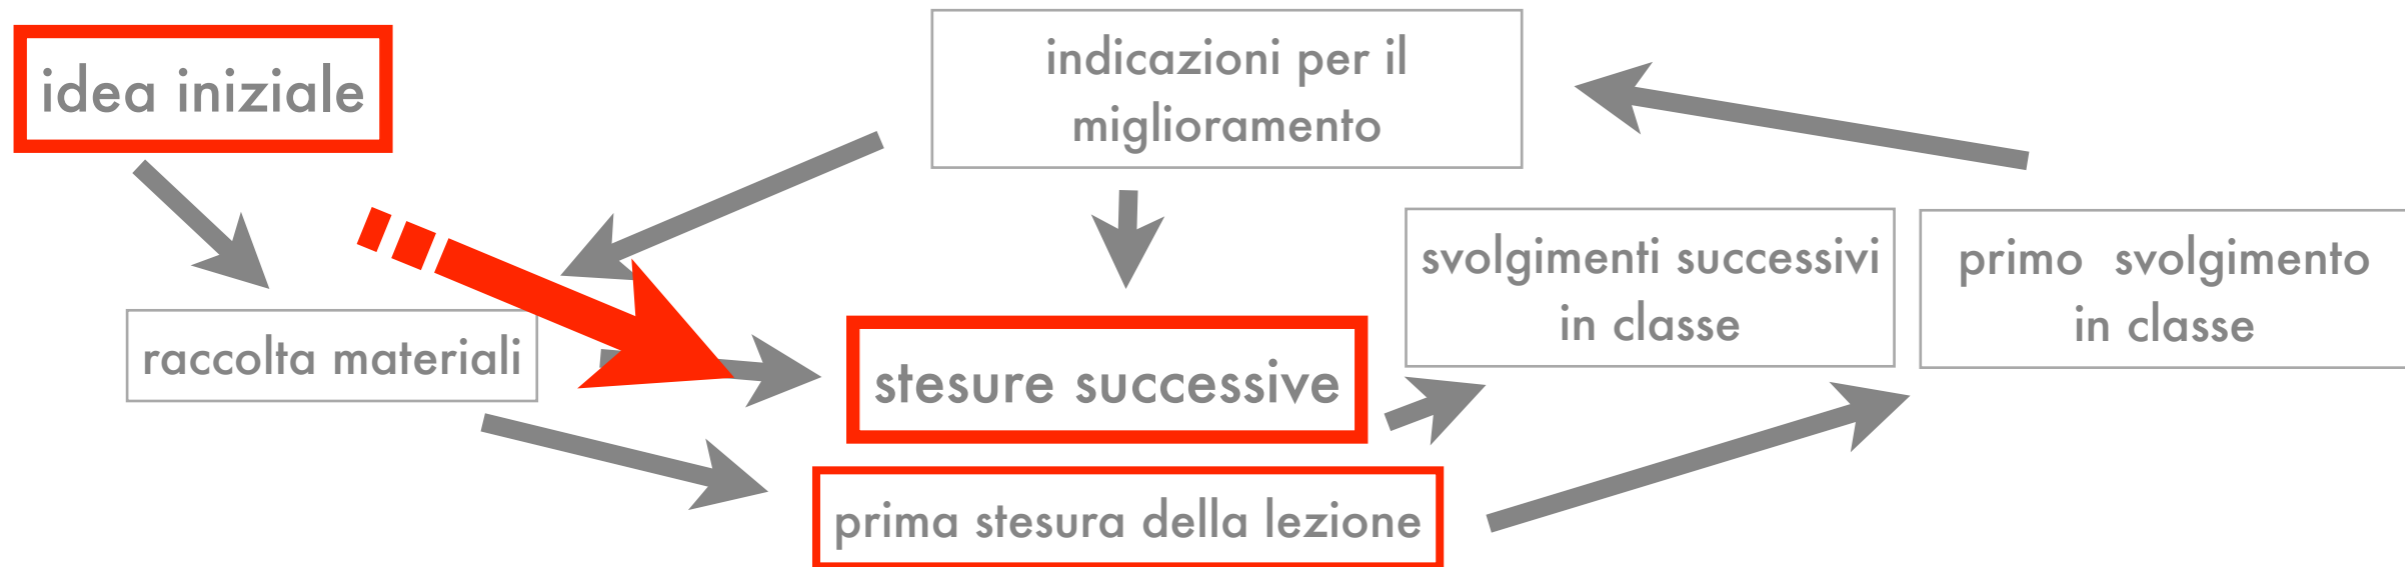 idea iniziale
indicazioni per il
miglioramento
svolgimenti successivi
in classe
primo svolgimento
in classe
raccolta materiali
stesure successive
prima stesura della lezione